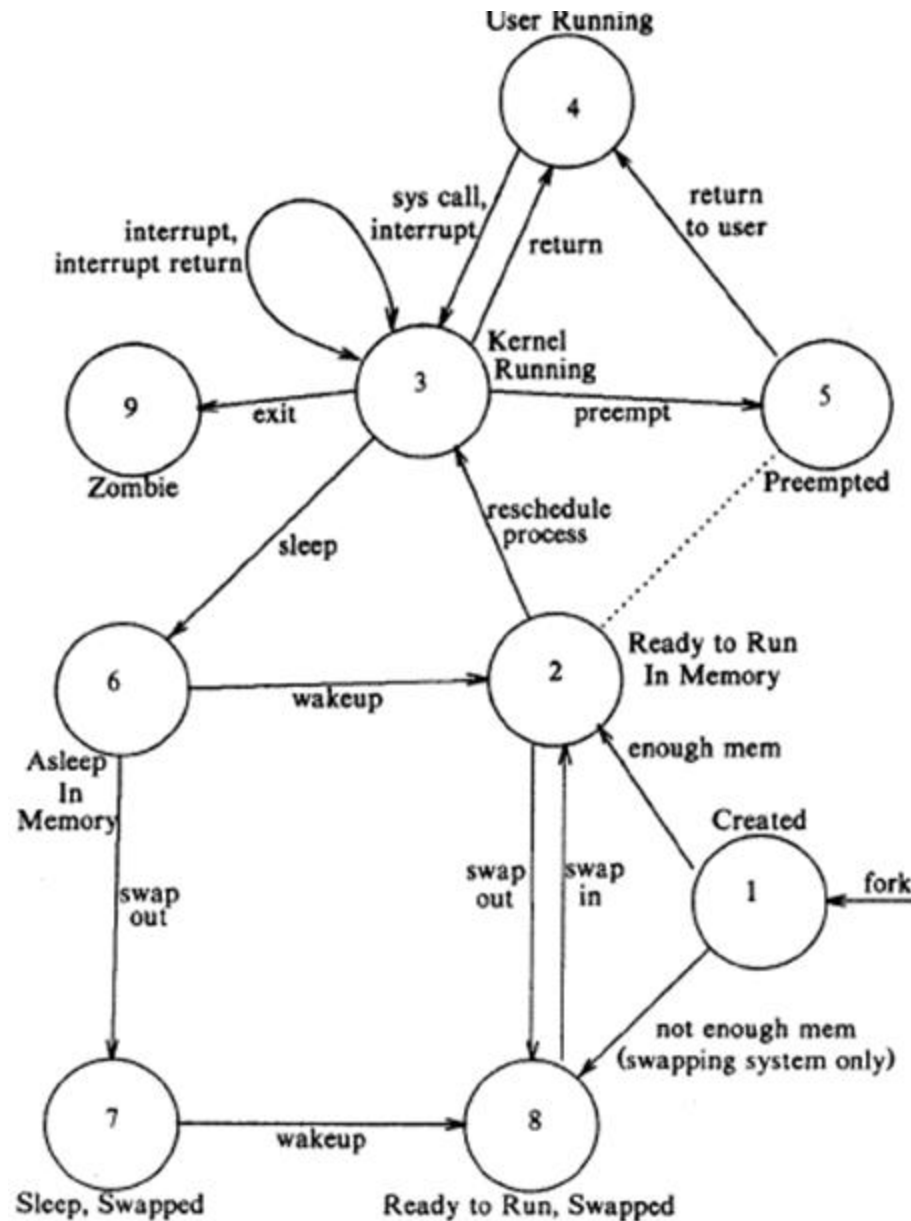 User Running
4
sys call,
interrupt
return
return
to user
interrupt,
interrupt return
Kernel
Running
3
5
9
exit
preempt
Zombie
Preempted
sleep
reschedule
process
6
2
Ready to Run
In Memory
wakeup
enough mem
Asleep
In
Memory
Created
swap
out
swap
out
swap
in
1
fork
not enough mem
(swapping system only)
7
8
wakeup
Sleep, Swapped
Ready to Run, Swapped